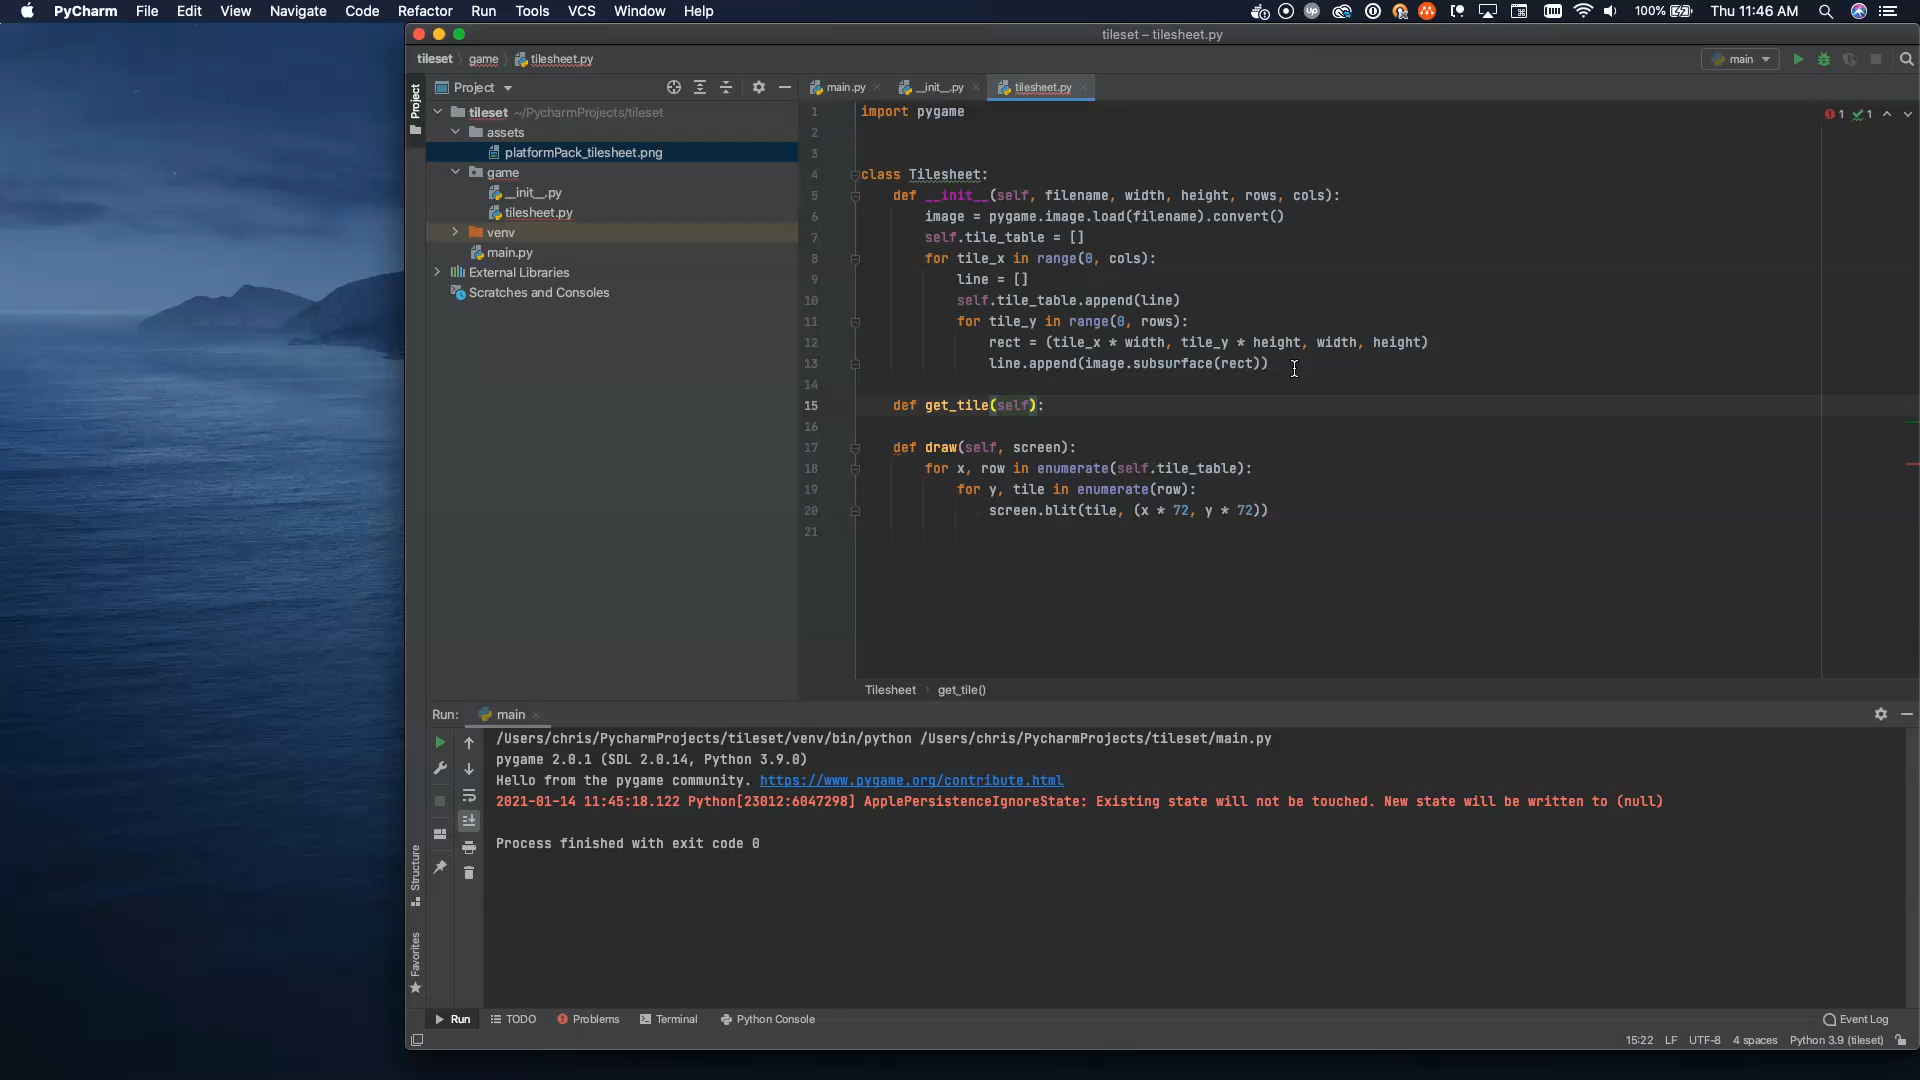 PyCharm File Edit View Navigate Code Refactor Run Tools VCS Window Help 100% Thu 11:46 AM
tileset – tilesheet.py
tileset game tilesheet.py main
Project main.py __init__.py tilesheet.py
Project
tileset ~/PycharmProjects/tileset
assets
platformPack_tilesheet.png
game
__init__.py
tilesheet.py
venv
main.py
External Libraries
Scratches and Consoles
1 import pygame
2
3
4 class Tilesheet:
5 def __init__(self, filename, width, height, rows, cols):
6 image = pygame.image.load(filename).convert()
7 self.tile_table = []
8 for tile_x in range(0, cols):
9 line = []
10 self.tile_table.append(line)
11 for tile_y in range(0, rows):
12 rect = (tile_x * width, tile_y * height, width, height)
13 line.append(image.subsurface(rect))
14
15 def get_tile(self):
16
17 def draw(self, screen):
18 for x, row in enumerate(self.tile_table):
19 for y, tile in enumerate(row):
20 screen.blit(tile, (x * 72, y * 72))
21
1 1
Tilesheet get_tile()
Run: main
/Users/chris/PycharmProjects/tileset/venv/bin/python /Users/chris/PycharmProjects/tileset/main.py
pygame 2.0.1 (SDL 2.0.14, Python 3.9.0)
Hello from the pygame community. https://www.pygame.org/contribute.html
2021-01-14 11:45:18.122 Python[23012:6047298] ApplePersistenceIgnoreState: Existing state will not be touched. New state will be written to (null)
Process finished with exit code 0
Structure
Favorites
Run TODO Problems Terminal Python Console Event Log
15:22 LF UTF-8 4 spaces Python 3.9 (tileset)